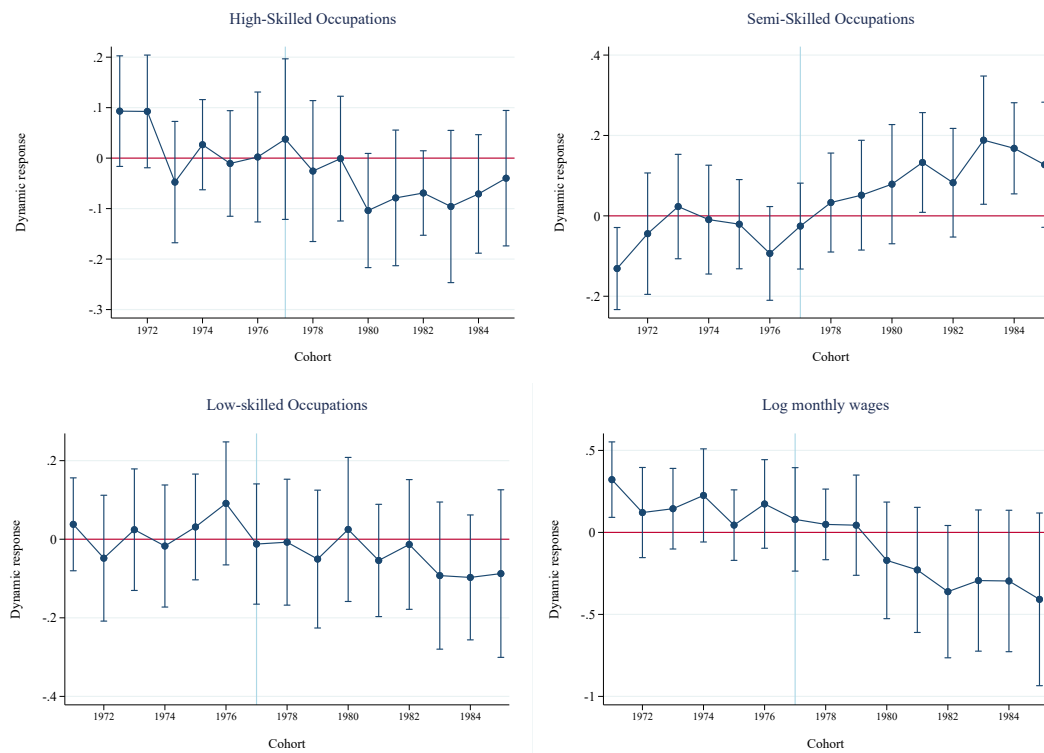 High-Skilled Occupations
Dynamic response
.2
.1
0
-.1
-.2
-.3
1972 1974 1976 1978 1980 1982 1984
Cohort
Semi-Skilled Occupations
Dynamic response
.4
.2
0
-.2
1972 1974 1976 1978 1980 1982 1984
Cohort
Low-skilled Occupations
Dynamic response
.2
0
-.2
-.4
1972 1974 1976 1978 1980 1982 1984
Cohort
Log monthly wages
Dynamic response
.5
0
-.5
-1
1972 1974 1976 1978 1980 1982 1984
Cohort